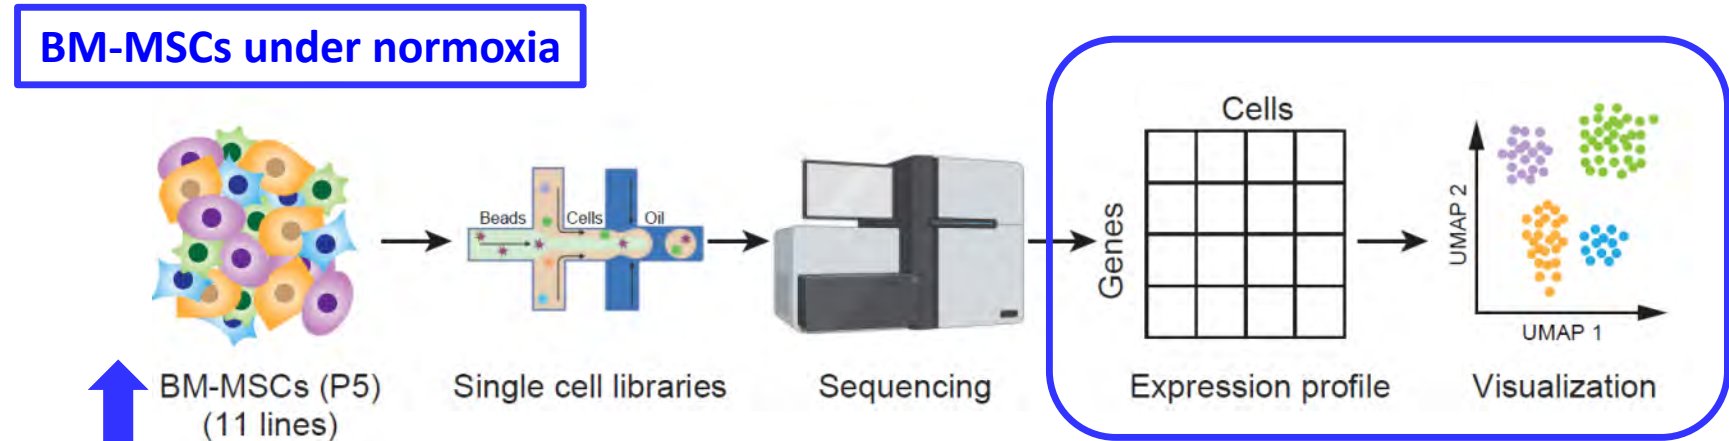 BM-MSCs under normoxia
Beads
Cells
Oil
Cells
Genes
UMAP 2
UMAP 1
BM-MSCs (P5)
(11 lines)
Single cell libraries
Sequencing
Expression profile
Visualization